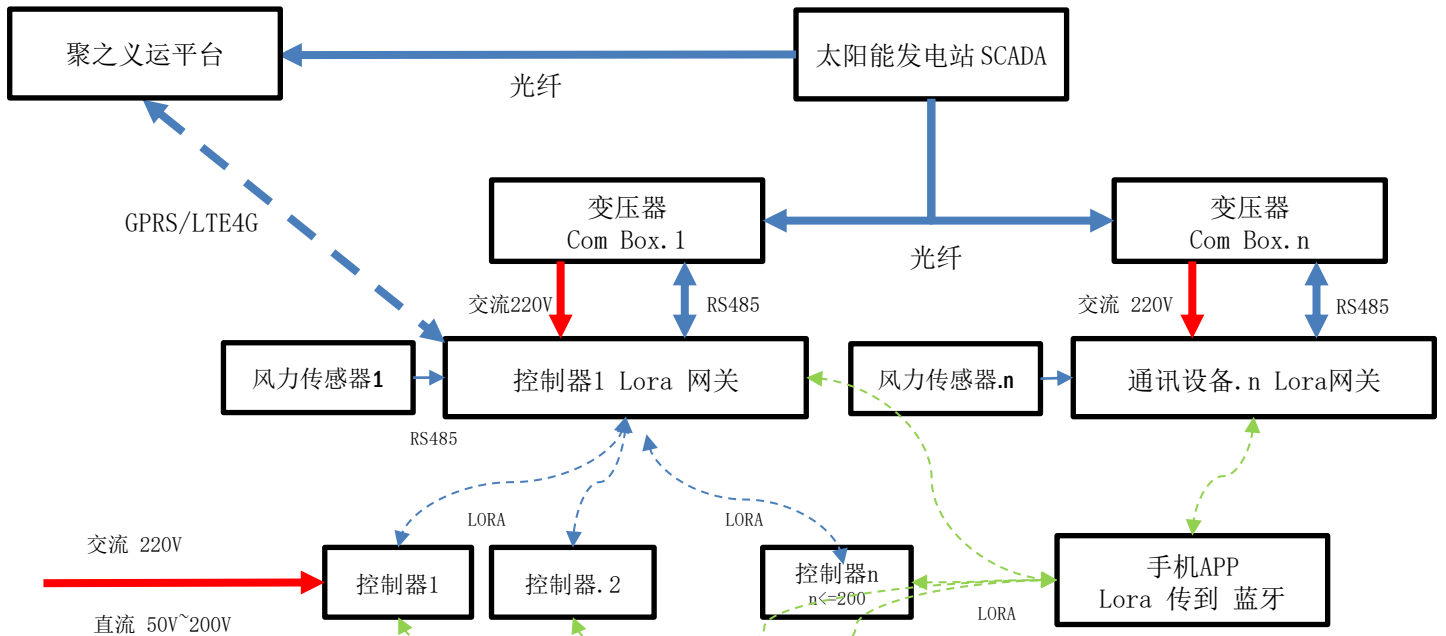 聚之义运平台
太阳能发电站 SCADA
光纤
变压器
Com Box.1
变压器
Com Box.n
GPRS/LTE4G
光纤
交流220V
RS485
交流 220V
RS485
风力传感器1
控制器1 Lora 网关
风力传感器.n
通讯设备.n Lora网关
RS485
LORA
LORA
交流 220V
控制器1
控制器.2
控制器n
n<=200
手机APP
Lora 传到 蓝牙
LORA
直流 50V~200V